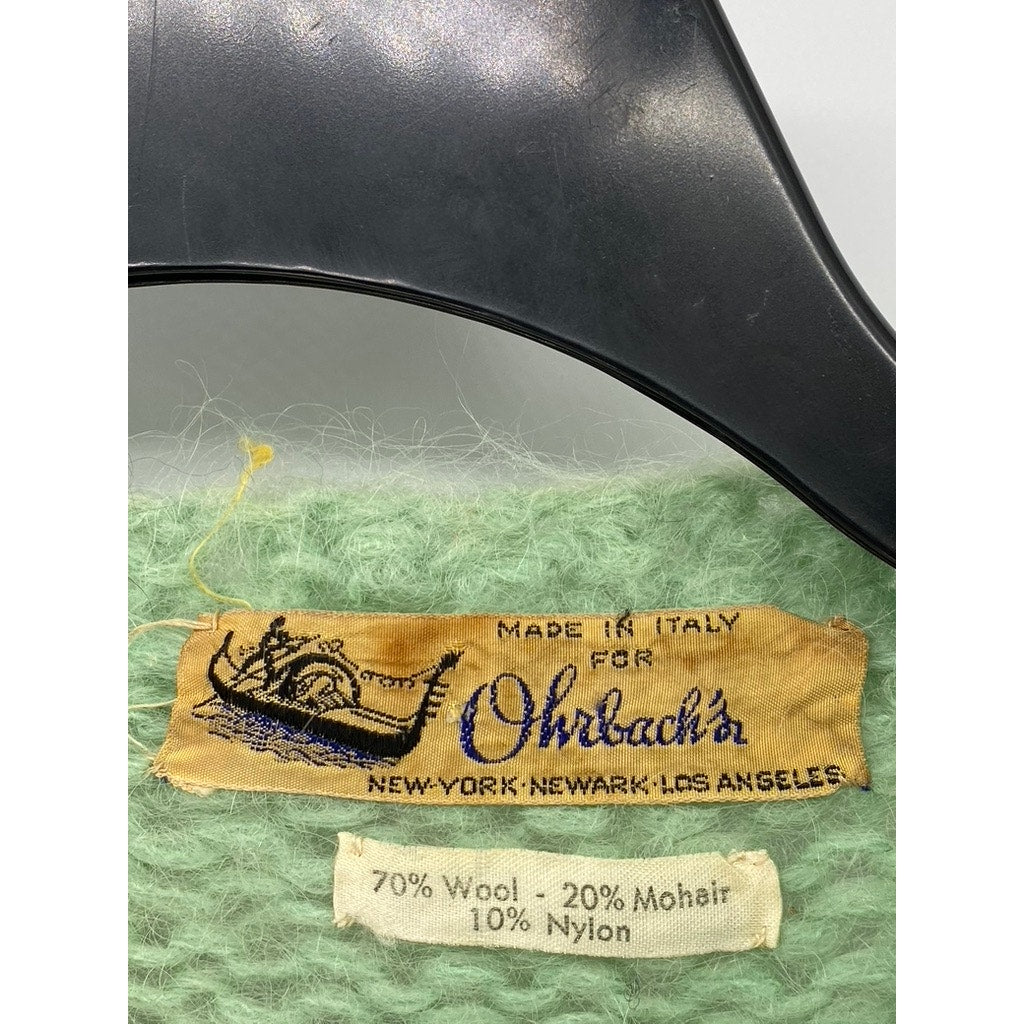 MADE IN ITALY
FOR
Ohrbach's
NEW-YORK·NEWARK·LOS ANGELES
70% Wool - 20% Mohair
10% Nylon